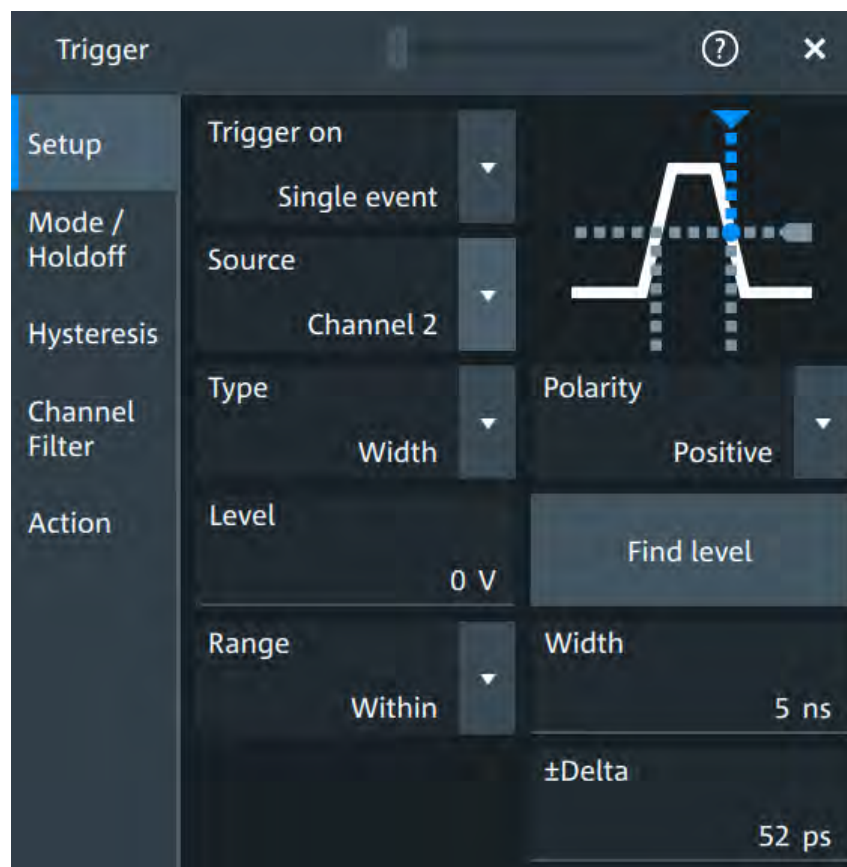 Trigger
?
×
Setup
Mode /
Holdoff
Hysteresis
Channel
Filter
Action
Trigger on
Single event
Source
Channel 2
Type
Width
Polarity
Positive
Level
0 V
Find level
Range
Within
Width
5 ns
±Delta
52 ps